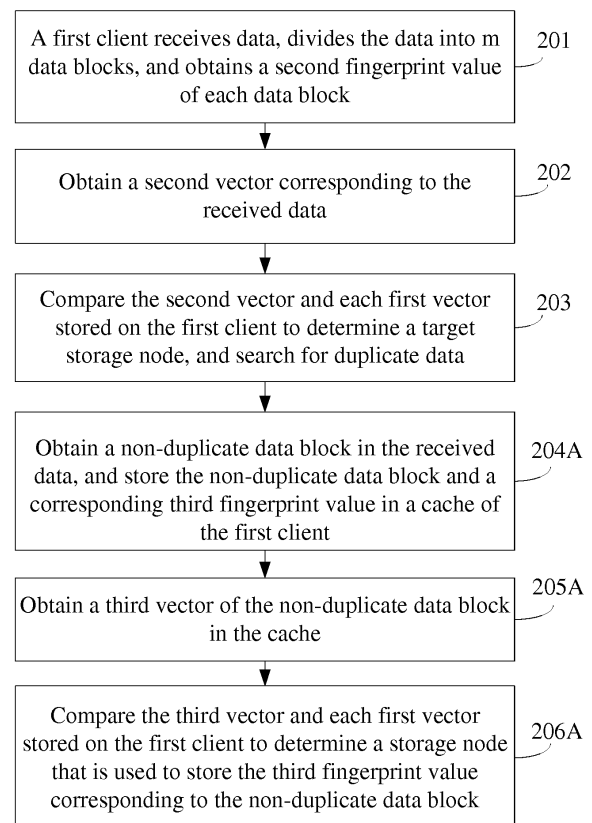 A first client receives data, divides the data into m
data blocks, and obtains a second fingerprint value
of each data block
201
Obtain a second vector corresponding to the
received data
202
Compare the second vector and each first vector
stored on the first client to determine a target
storage node, and search for duplicate data
203
Obtain a non-duplicate data block in the received
data, and store the non-duplicate data block and a
corresponding third fingerprint value in a cache of
the first client
204A
Obtain a third vector of the non-duplicate data block
in the cache
205A
Compare the third vector and each first vector
stored on the first client to determine a storage node
that is used to store the third fingerprint value
corresponding to the non-duplicate data block
206A